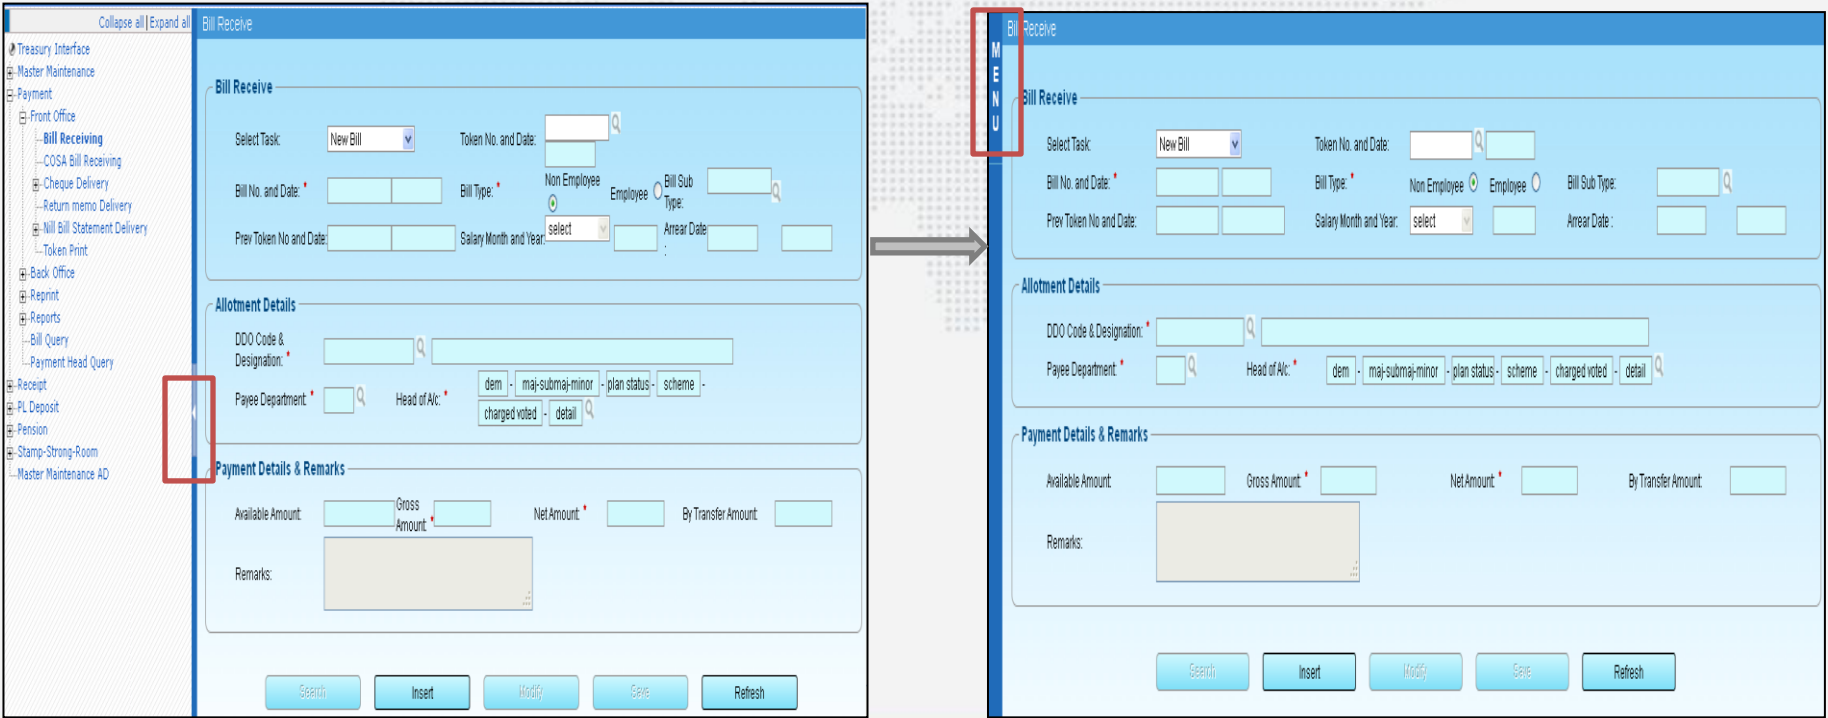 Collapse all | Expand all
Treasury Interface
Master Maintenance
Payment
Front Office
Bill Receiving
COSA Bill Receiving
Cheque Delivery
Return memo Delivery
Nill Bill Statement Delivery
Token Print
Back Office
Reprint
Reports
Bill Query
Payment Head Query
Receipt
PL Deposit
Pension
Stamp-Strong-Room
Master Maintenance AD
Bill Receive
Bill Receive
Select Task: New Bill Token No. and Date:
Bill No. and Date: * Bill Type: * Non Employee Employee Bill Sub Type:
Prev Token No and Date: Salary Month and Year: select Arrear Date :
Allotment Details
DDO Code &
Designation: *
Payee Department: * Head of A/c: * dem - maj-submaj-minor - plan status - scheme -
charged voted - detail
Payment Details & Remarks
Available Amount: Gross Amount: * Net Amount: * By Transfer Amount:
Remarks:
Search Insert Modify Save Refresh
MENU
Bill Receive
Bill Receive
Select Task: New Bill Token No. and Date:
Bill No. and Date: * Bill Type: * Non Employee Employee Bill Sub Type:
Prev Token No and Date: Salary Month and Year: select Arrear Date :
Allotment Details
DDO Code & Designation: *
Payee Department: * Head of A/c: * dem - maj-submaj-minor - plan status - scheme - charged voted - detail
Payment Details & Remarks
Available Amount: Gross Amount: * Net Amount: * By Transfer Amount:
Remarks:
Search Insert Modify Save Refresh